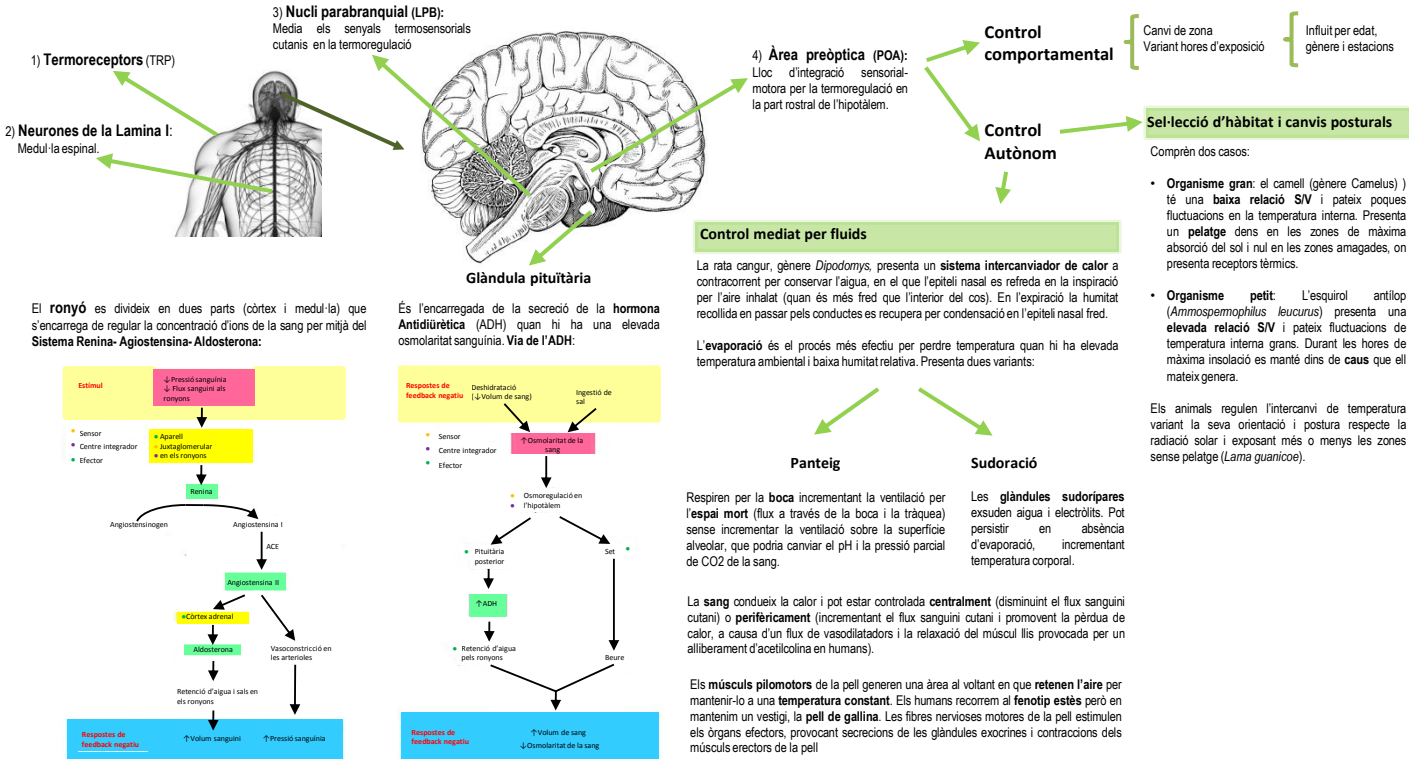 1) Termoreceptors (TRP)
2) Neurones de la Lamina I:
Medul·la espinal.
3) Nucli parabranquial (LPB):
Media els senyals termosensorials
cutanis en la termoregulació
4) Àrea preòptica (POA):
Lloc d'integració sensorial-
motora per la termoregulació en
la part rostral de l'hipotàlem.
Control
comportamental
Canvi de zona
Variant hores d'exposició
Influit per edat,
gènere i estacions
Control
Autònom
Sel·lecció d'hàbitat i canvis posturals
Comprèn dos casos:
• Organisme gran: el camell (gènere Camelus) )
té una baixa relació S/V i pateix poques
fluctuacions en la temperatura interna. Presenta
un pelatge dens en les zones de màxima
absorció del sol i nul en les zones amagades, on
presenta receptors tèrmics.
• Organisme petit: L'esquirol antílop
(Ammospermophilus leucurus) presenta una
elevada relació S/V i pateix fluctuacions de
temperatura interna grans. Durant les hores de
màxima insolació es manté dins de caus que ell
mateix genera.
Els animals regulen l'intercanvi de temperatura
variant la seva orientació i postura respecte la
radiació solar i exposant més o menys les zones
sense pelatge (Lama guanicoe).
Glàndula pituïtària
El ronyó es divideix en dues parts (còrtex i medul·la) que
s'encarrega de regular la concentració d'ions de la sang per mitjà del
Sistema Renina- Agiostensina- Aldosterona:
Estímul
↓Pressió sanguínia
↓ Flux sanguini als
ronyons
• Sensor
• Centre integrador
• Efector
• Aparell
• Juxtaglomerular
• en els ronyons
Renina
Angiostensinogen
Angiostensina I
ACE
Angiostensina II
•Còrtex adrenal
Aldosterona
Vasoconstricció en
les arterioles
Retenció d'aigua i sals en
els ronyons
Respostes de
feedback negatiu
↑Volum sanguini
↑Pressió sanguínia
És l'encarregada de la secreció de la hormona
Antidiürètica (ADH) quan hi ha una elevada
osmolaritat sanguínia. Via de l'ADH:
Respostes de
feedback negatiu
Deshidratació
(↓Volum de sang)
Ingestió de
sal
• Sensor
• Centre integrador
• Efector
↑Osmolaritat de la
sang
• Osmoregulació en
• l'hipotàlem
• Pituitària
posterior
Set •
↑ADH
• Retenció d'aigua
pels ronyons
Beure
Respostes de
feedback negatiu
↑Volum de sang
↓Osmolaritat de la sang
Control mediat per fluids
La rata cangur, gènere Dipodomys, presenta un sistema intercanviador de calor a
contracorrent per conservar l'aigua, en el que l'epiteli nasal es refreda en la inspiració
per l'aire inhalat (quan és més fred que l'interior del cos). En l'expiració la humitat
recollida en passar pels conductes es recupera per condensació en l'epiteli nasal fred.
L'evaporació és el procés més efectiu per perdre temperatura quan hi ha elevada
temperatura ambiental i baixa humitat relativa. Presenta dues variants:
Panteig
Respiren per la boca incrementant la ventilació per
l'espai mort (flux a través de la boca i la tràquea)
sense incrementar la ventilació sobre la superfície
alveolar, que podria canviar el pH i la pressió parcial
de CO2 de la sang.
Sudoració
Les glàndules sudorípares
exsuden aigua i electròlits. Pot
persistir en absència
d'evaporació, incrementant
temperatura corporal.
La sang condueix la calor i pot estar controlada centralment (disminuint el flux sanguini
cutani) o perifèricament (incrementant el flux sanguini cutani i promovent la pèrdua de
calor, a causa d'un flux de vasodilatadors i la relaxació del múscul llis provocada per un
alliberament d'acetilcolina en humans).
Els músculs pilomotors de la pell generen una àrea al voltant en que retenen l'aire per
mantenir-lo a una temperatura constant. Els humans recorrem al fenotip estès però en
mantenim un vestigi, la pell de gallina. Les fibres nervioses motores de la pell estimulen
els òrgans efectors, provocant secrecions de les glàndules exocrines i contraccions dels
músculs erectors de la pell